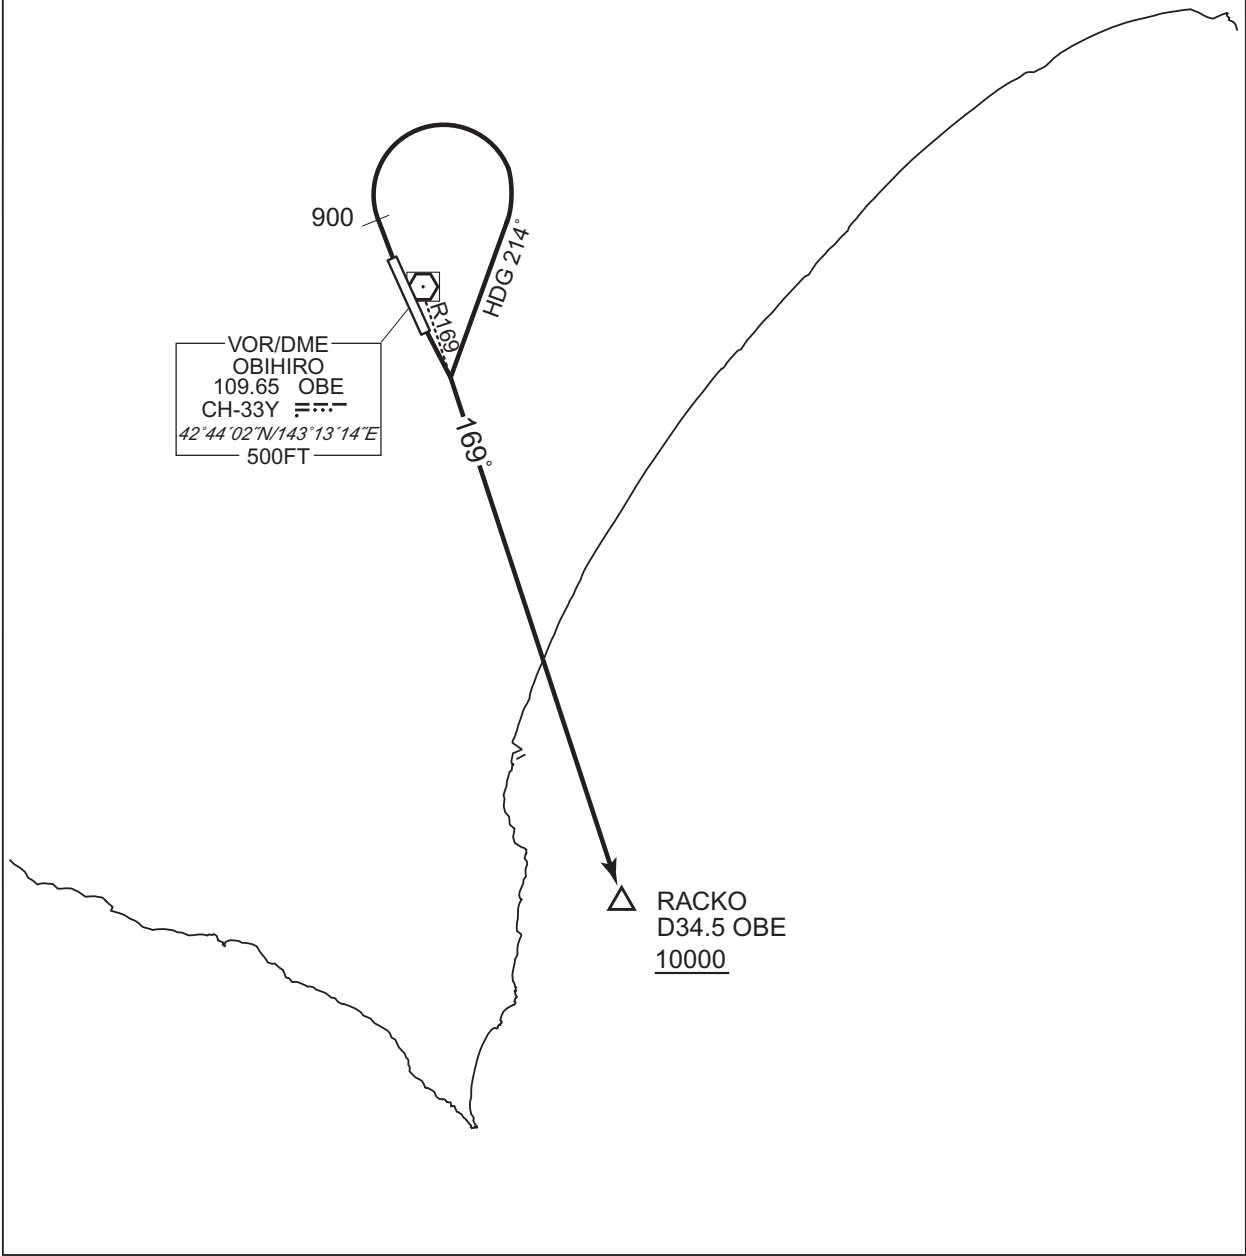 900
HDG 214°
R169
VOR/DME
OBIHIRO
109.65 OBE
CH-33Y
42°44′02″N/143°13′14″E
500FT
169°
RACKO
D34.5 OBE
10000